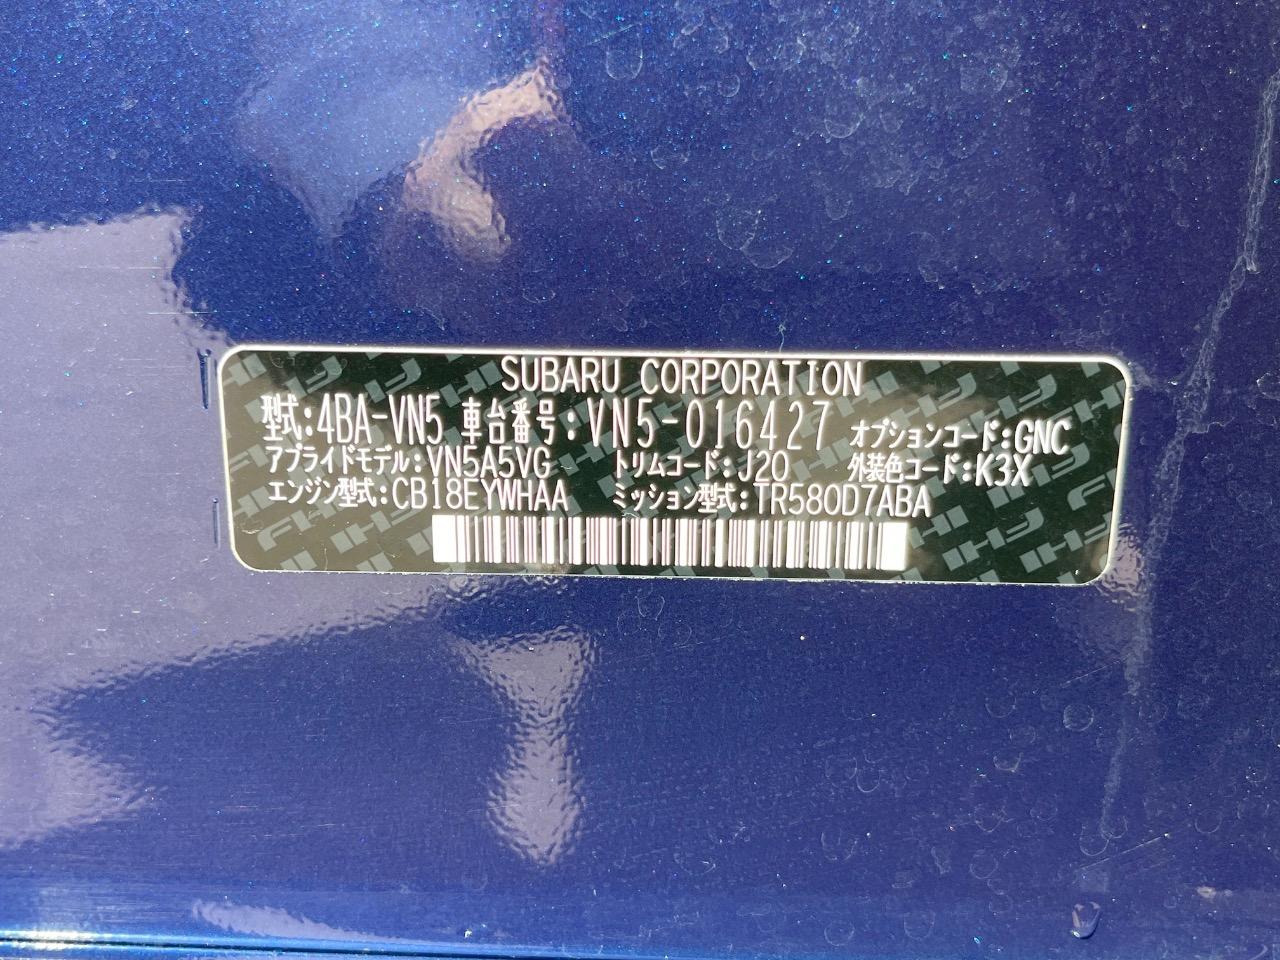 SUBARU CORPORATION
型式:4BA-VN5 車台番号:VN5-016427 オプションコード:GNC
アプライドモデル:VN5A5VG トリムコード:J20 外装色コード:K3X
エンジン型式:CB18EYWHAA ミッション型式:TR580D7ABA